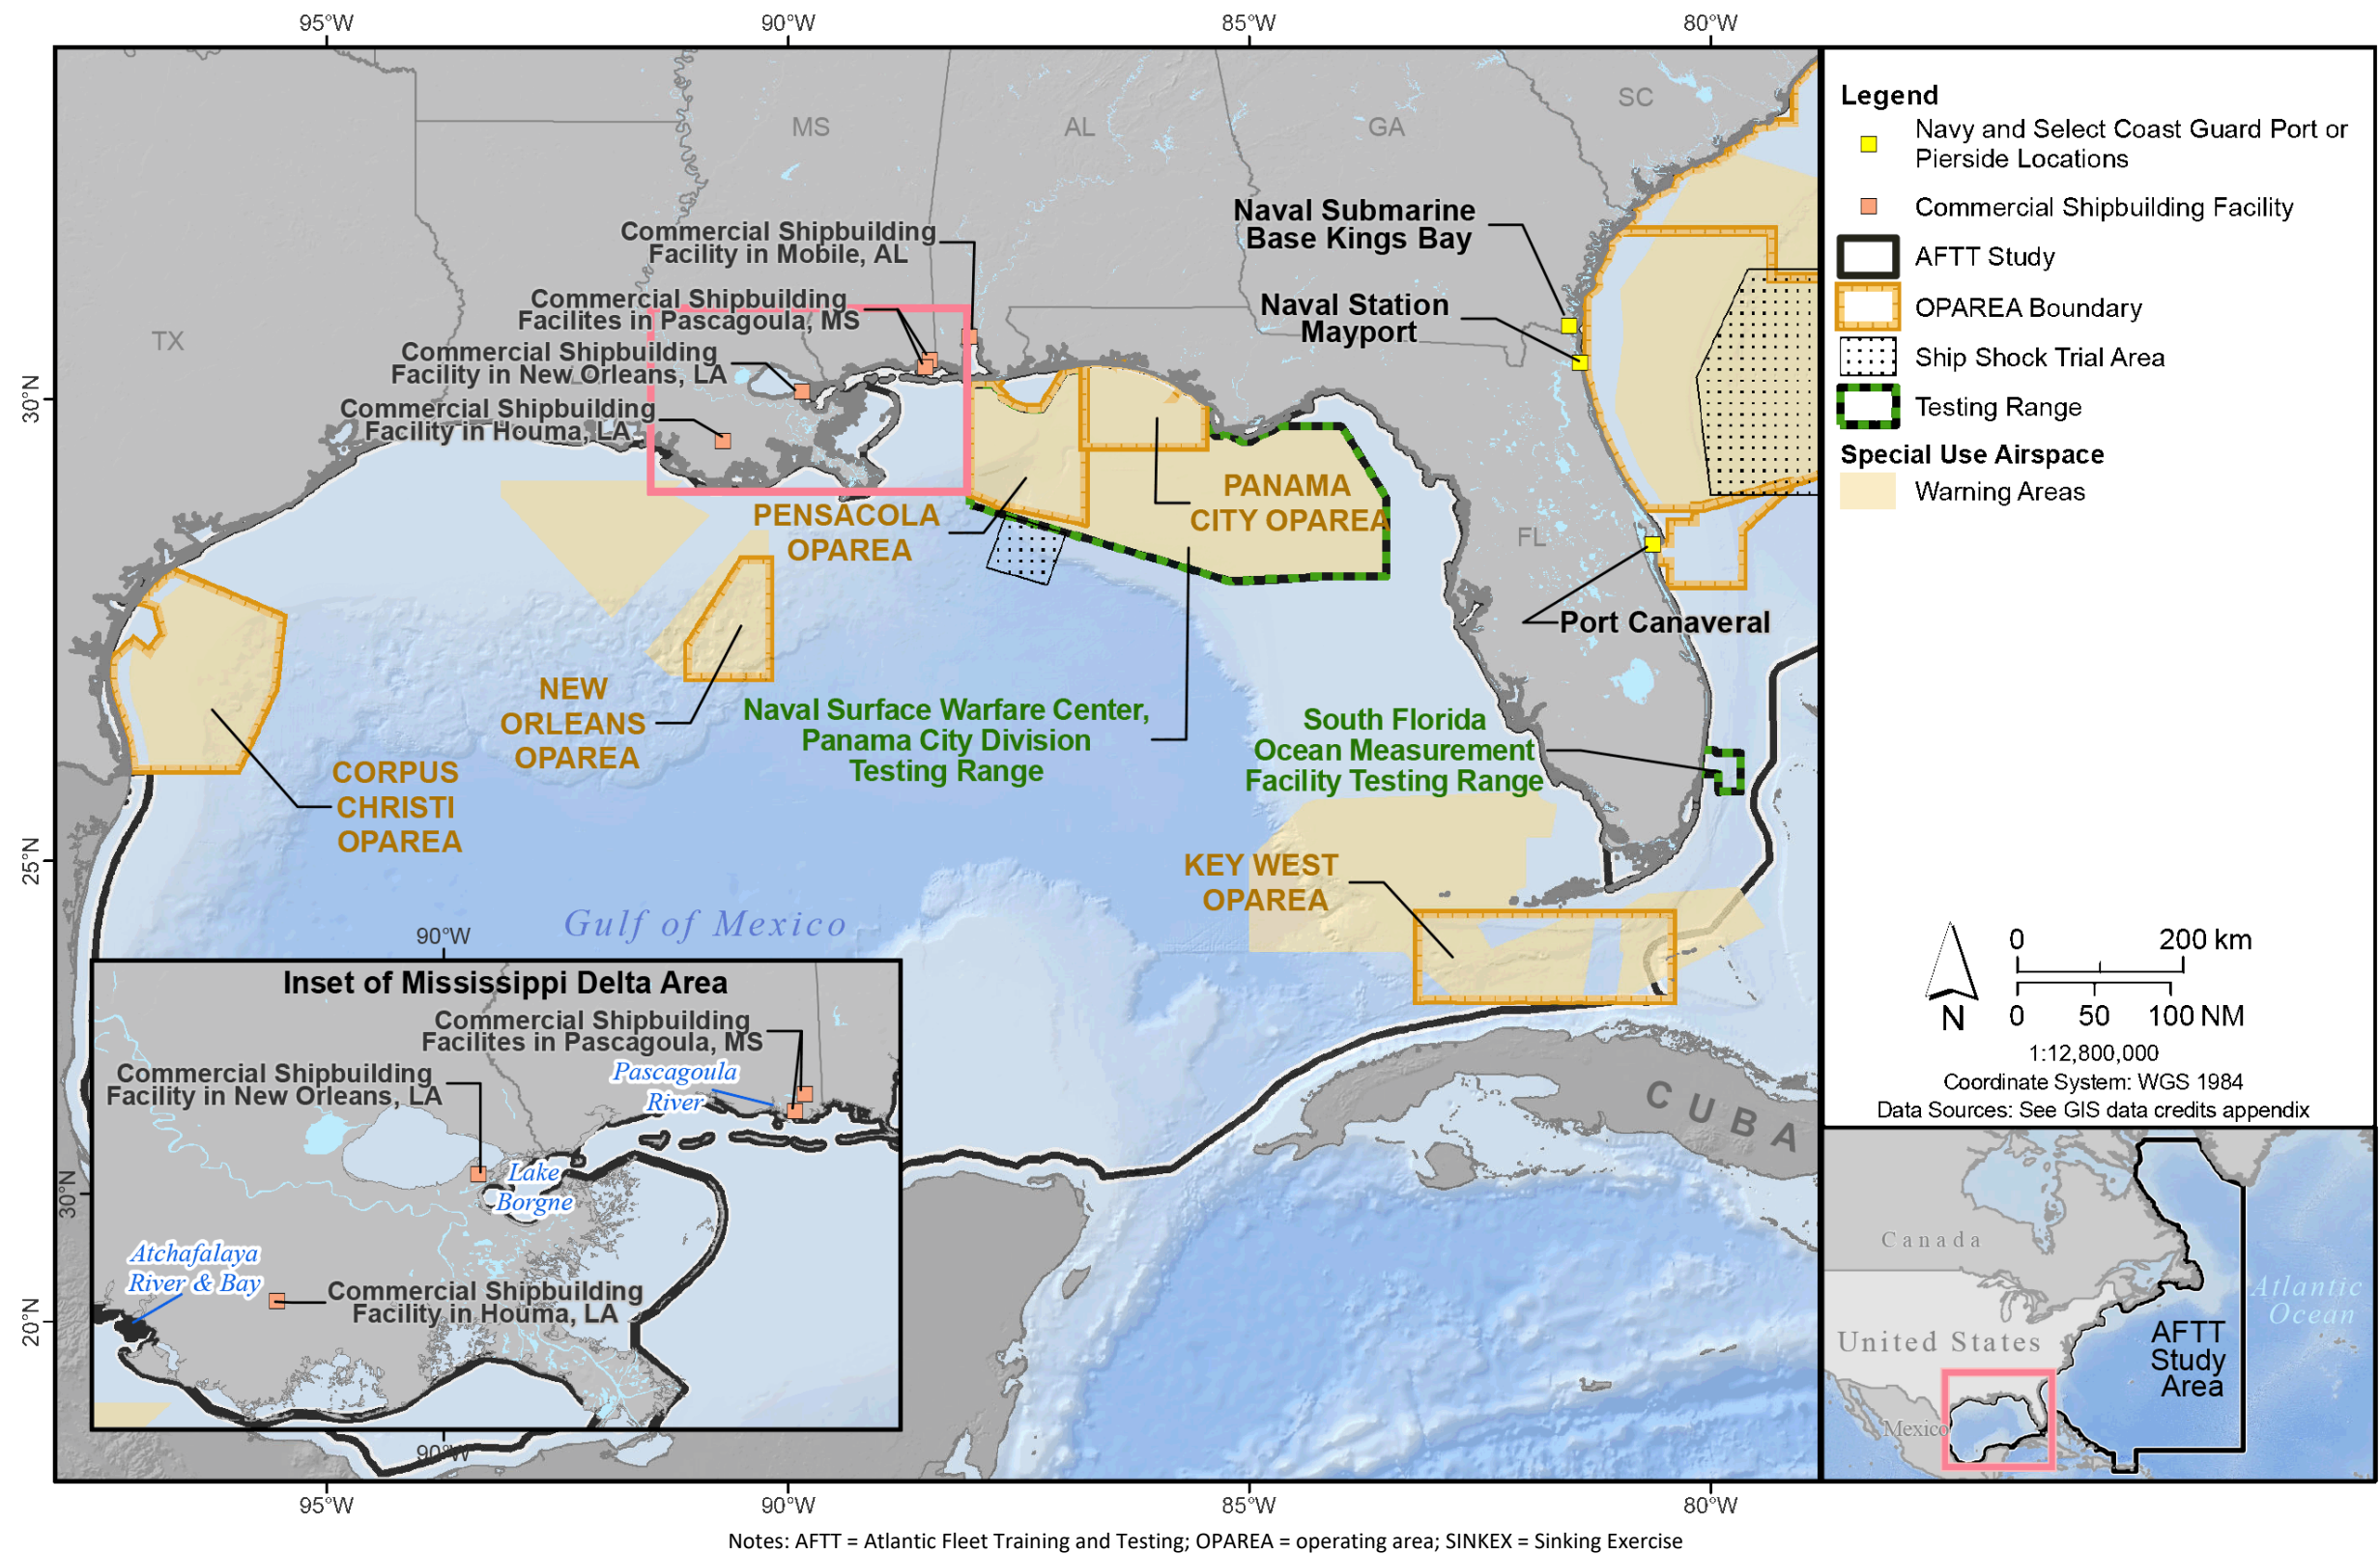 95°W
90°W
85°W
80°W
MS
AL
GA
SC
TX
FL
LA
30°N
25°N
20°N
Commercial Shipbuilding
Facility in Mobile, AL
Commercial Shipbuilding
Facilites in Pascagoula, MS
Commercial Shipbuilding
Facility in New Orleans, LA
Commercial Shipbuilding
Facility in Houma, LA
Naval Submarine
Base Kings Bay
Naval Station
Mayport
PENSACOLA
OPAREA
PANAMA
CITY OPAREA
Port Canaveral
NEW
ORLEANS
OPAREA
Naval Surface Warfare Center,
Panama City Division
Testing Range
South Florida
Ocean Measurement
Facility Testing Range
CORPUS
CHRISTI
OPAREA
KEY WEST
OPAREA
Gulf of Mexico
CUBA
90°W
Inset of Mississippi Delta Area
Commercial Shipbuilding
Facilites in Pascagoula, MS
Pascagoula
River
Commercial Shipbuilding
Facility in New Orleans, LA
Lake
Borgne
30°N
Atchafalaya
River & Bay
Commercial Shipbuilding
Facility in Houma, LA
90°W
95°W
90°W
85°W
80°W
Legend
Navy and Select Coast Guard Port or
Pierside Locations
Commercial Shipbuilding Facility
AFTT Study
OPAREA Boundary
Ship Shock Trial Area
Testing Range
Special Use Airspace
Warning Areas
N
0 200 km
0 50 100 NM
1:12,800,000
Coordinate System: WGS 1984
Data Sources: See GIS data credits appendix
Canada
United States
Mexico
Atlantic
Ocean
AFTT
Study
Area
Notes: AFTT = Atlantic Fleet Training and Testing; OPAREA = operating area; SINKEX = Sinking Exercise